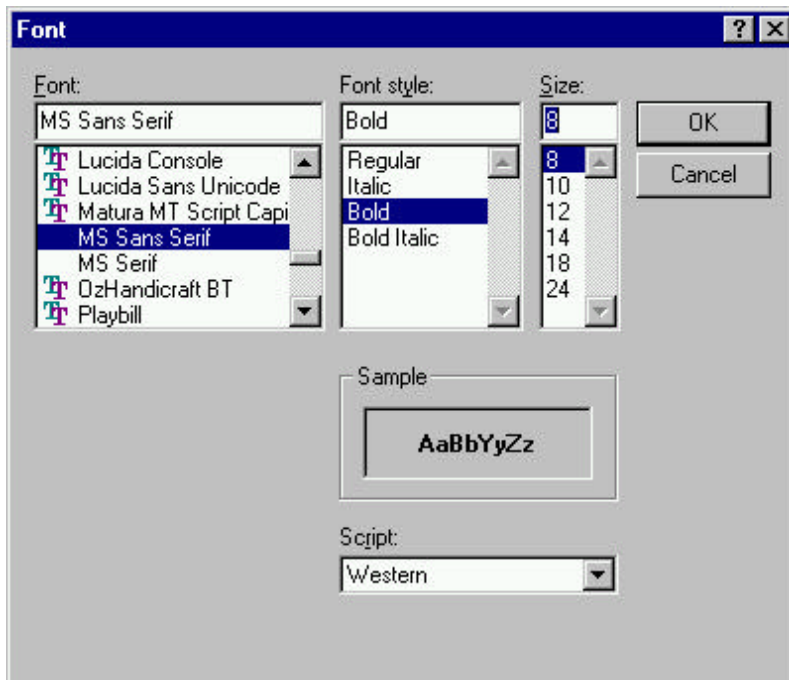 Font
Font:
MS Sans Serif
Lucida Console
Lucida Sans Unicode
Matura MT Script Capi
MS Sans Serif
MS Serif
OzHandicraft BT
Playbill
Font style:
Bold
Regular
Italic
Bold
Bold Italic
Size:
8
8
10
12
14
18
24
OK
Cancel
Sample
AaBbYyZz
Script:
Western